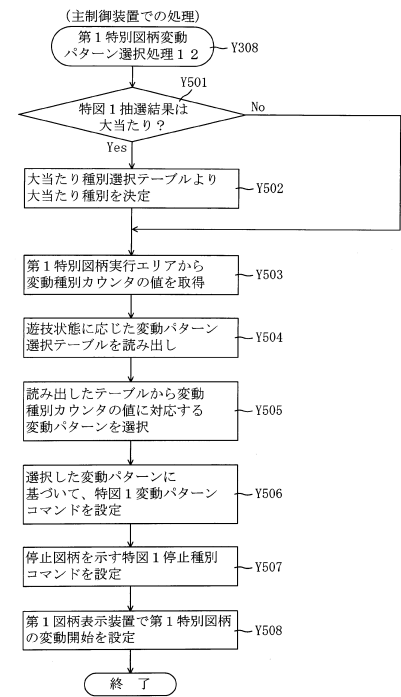 (主制御装置での処理)
第1特別図柄変動
パターン選択処理12
Y308
Y501
特図1抽選結果は
大当たり?
No
Yes
大当たり種別選択テーブルより
大当たり種別を決定
Y502
第1特別図柄実行エリアから
変動種別カウンタの値を取得
Y503
遊技状態に応じた変動パターン
選択テーブルを読み出し
Y504
読み出したテーブルから変動
種別カウンタの値に対応する
変動パターンを選択
Y505
選択した変動パターンに
基づいて、特図1変動パターン
コマンドを設定
Y506
停止図柄を示す特図1停止種別
コマンドを設定
Y507
第1図柄表示装置で第1特別図柄
の変動開始を設定
Y508
終 了